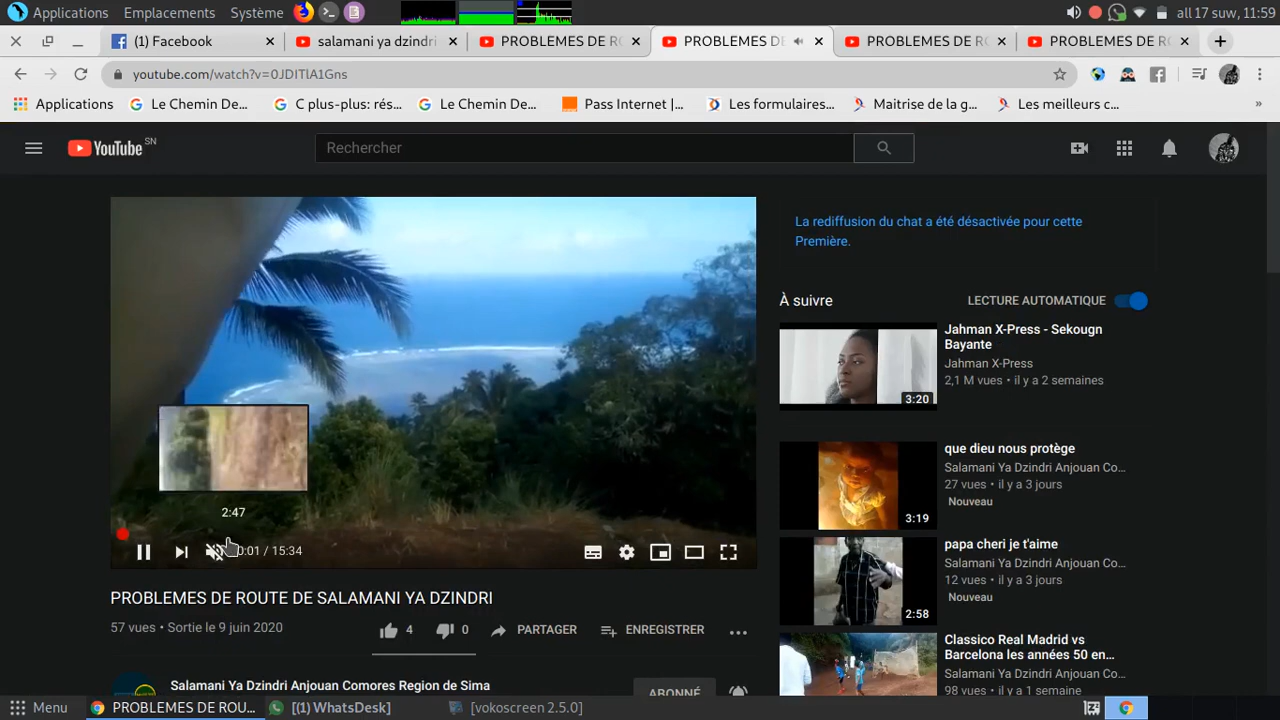 Applications Emplacements Système all 17 suw, 11:59
(1) Facebook salamani ya dzindri PROBLEMES DE RO PROBLEMES DE PROBLEMES DE RO PROBLEMES DE RO
youtube.com/watch?v=0JDITlA1Gns
Applications Le Chemin De... C plus-plus: rés... Le Chemin De... Pass Internet |... Les formulaires... Maitrise de la g... Les meilleurs c... »
YouTube SN Rechercher
La rediffusion du chat a été désactivée pour cette
Première.
À suivre LECTURE AUTOMATIQUE
Jahman X-Press - Sekougn
Bayante
Jahman X-Press
2,1 M vues • il y a 2 semaines
3:20
que dieu nous protège
Salamani Ya Dzindri Anjouan Co...
27 vues • il y a 3 jours
Nouveau
3:19
papa cheri je t'aime
Salamani Ya Dzindri Anjouan Co...
12 vues • il y a 3 jours
Nouveau
2:58
Classico Real Madrid vs
Barcelona les années 50 en...
Salamani Ya Dzindri Anjouan Co...
98 vues • il y a 1 semaine
2:47
0:01 / 15:34
PROBLEMES DE ROUTE DE SALAMANI YA DZINDRI
57 vues • Sortie le 9 juin 2020
4 0 PARTAGER ENREGISTRER ...
Salamani Ya Dzindri Anjouan Comores Region de Sima
ABONNÉ
Menu PROBLEMES DE ROU... [(1) WhatsDesk] [vokoscreen 2.5.0]